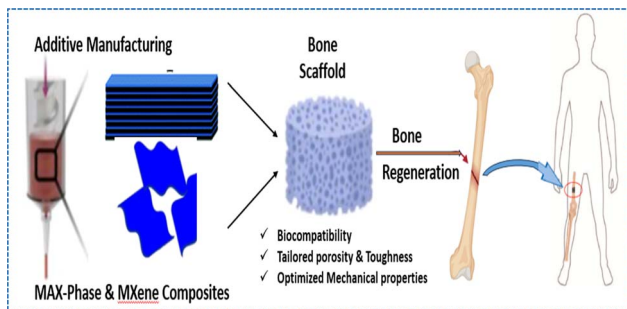 Additive Manufacturing
MAX-Phase & MXene Composites
Bone
Scaffold
✓ Biocompatibility
✓ Tailored porosity & Toughness
✓ Optimized Mechanical properties
Bone
Regeneration